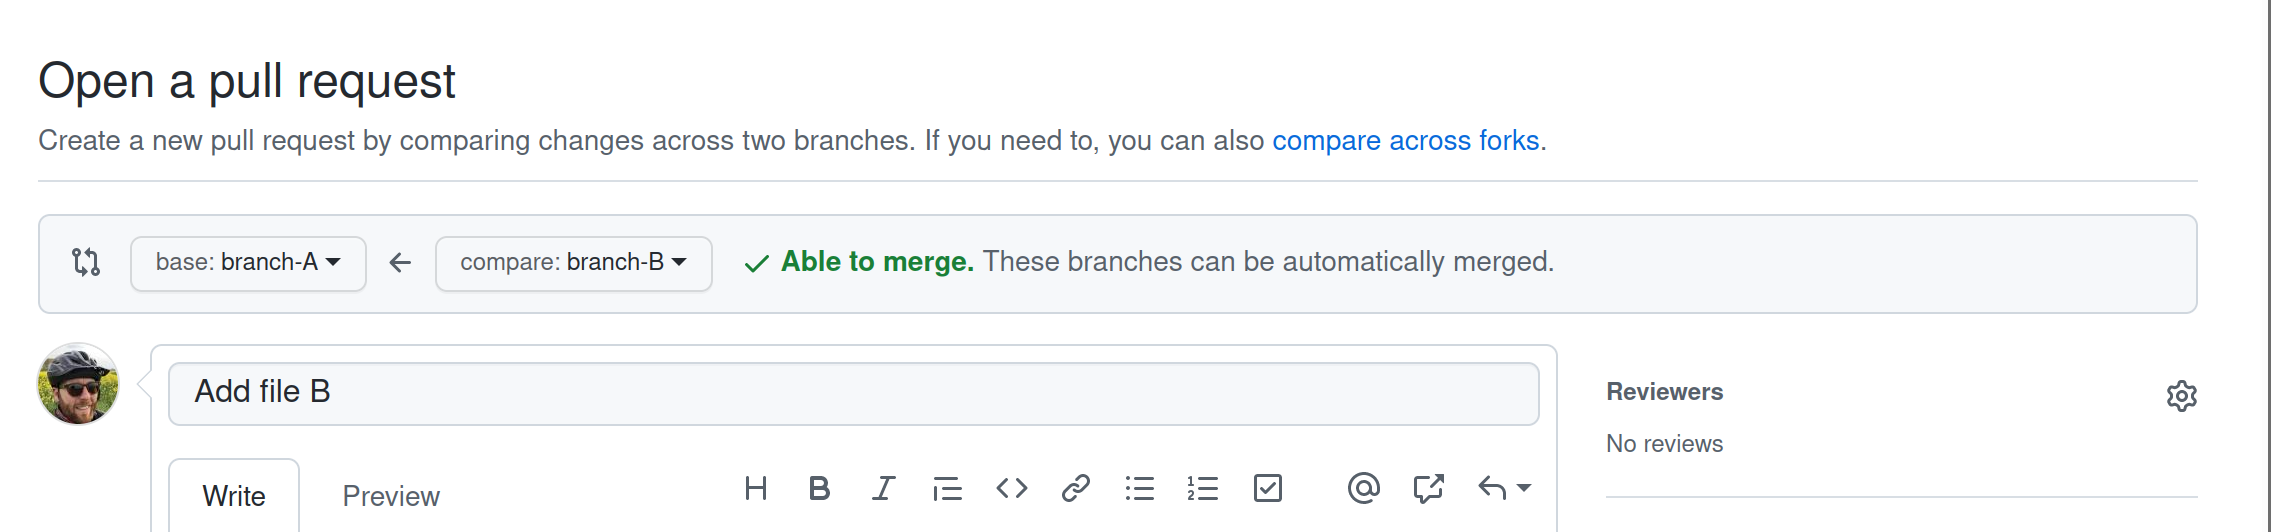 Open a pull request
Create a new pull request by comparing changes across two branches. If you need to, you can also compare across forks.
base: branch-A compare: branch-B Able to merge. These branches can be automatically merged.
Add file B
Reviewers
No reviews
Write Preview